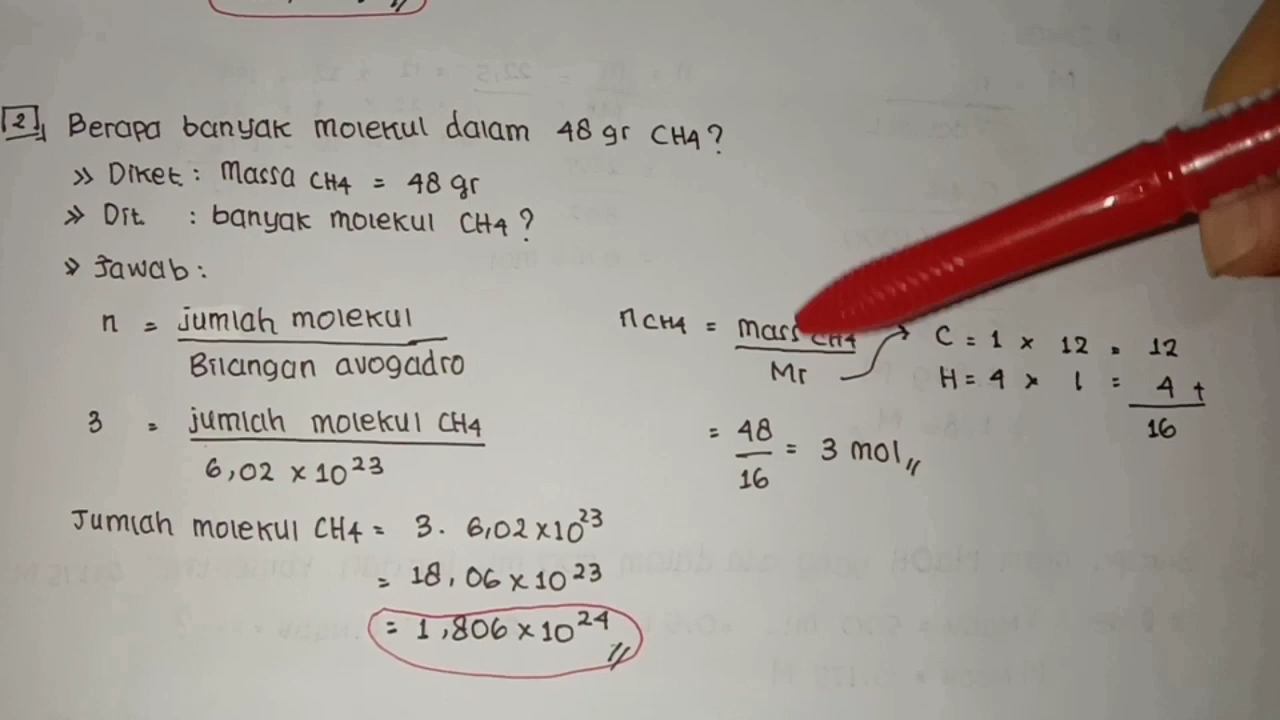 2 Berapa banyak molekul dalam 48 gr CH4?
>> Diket : Massa CH4 = 48 gr
>> Dit. : banyak molekul CH4?
>> Jawab :
n = jumlah molekul
Bilangan avogadro
3 = jumlah molekul CH4
6,02 x 10^23
Jumlah molekul CH4 = 3. 6,02 x 10^23
= 18,06 x 10^23
= 1,806 x 10^24 //
n CH4 = CH4
Mr
C = 1 x 12 = 12
H = 4 x 1 = 4 +
16
= 48 = 3 mol //
16